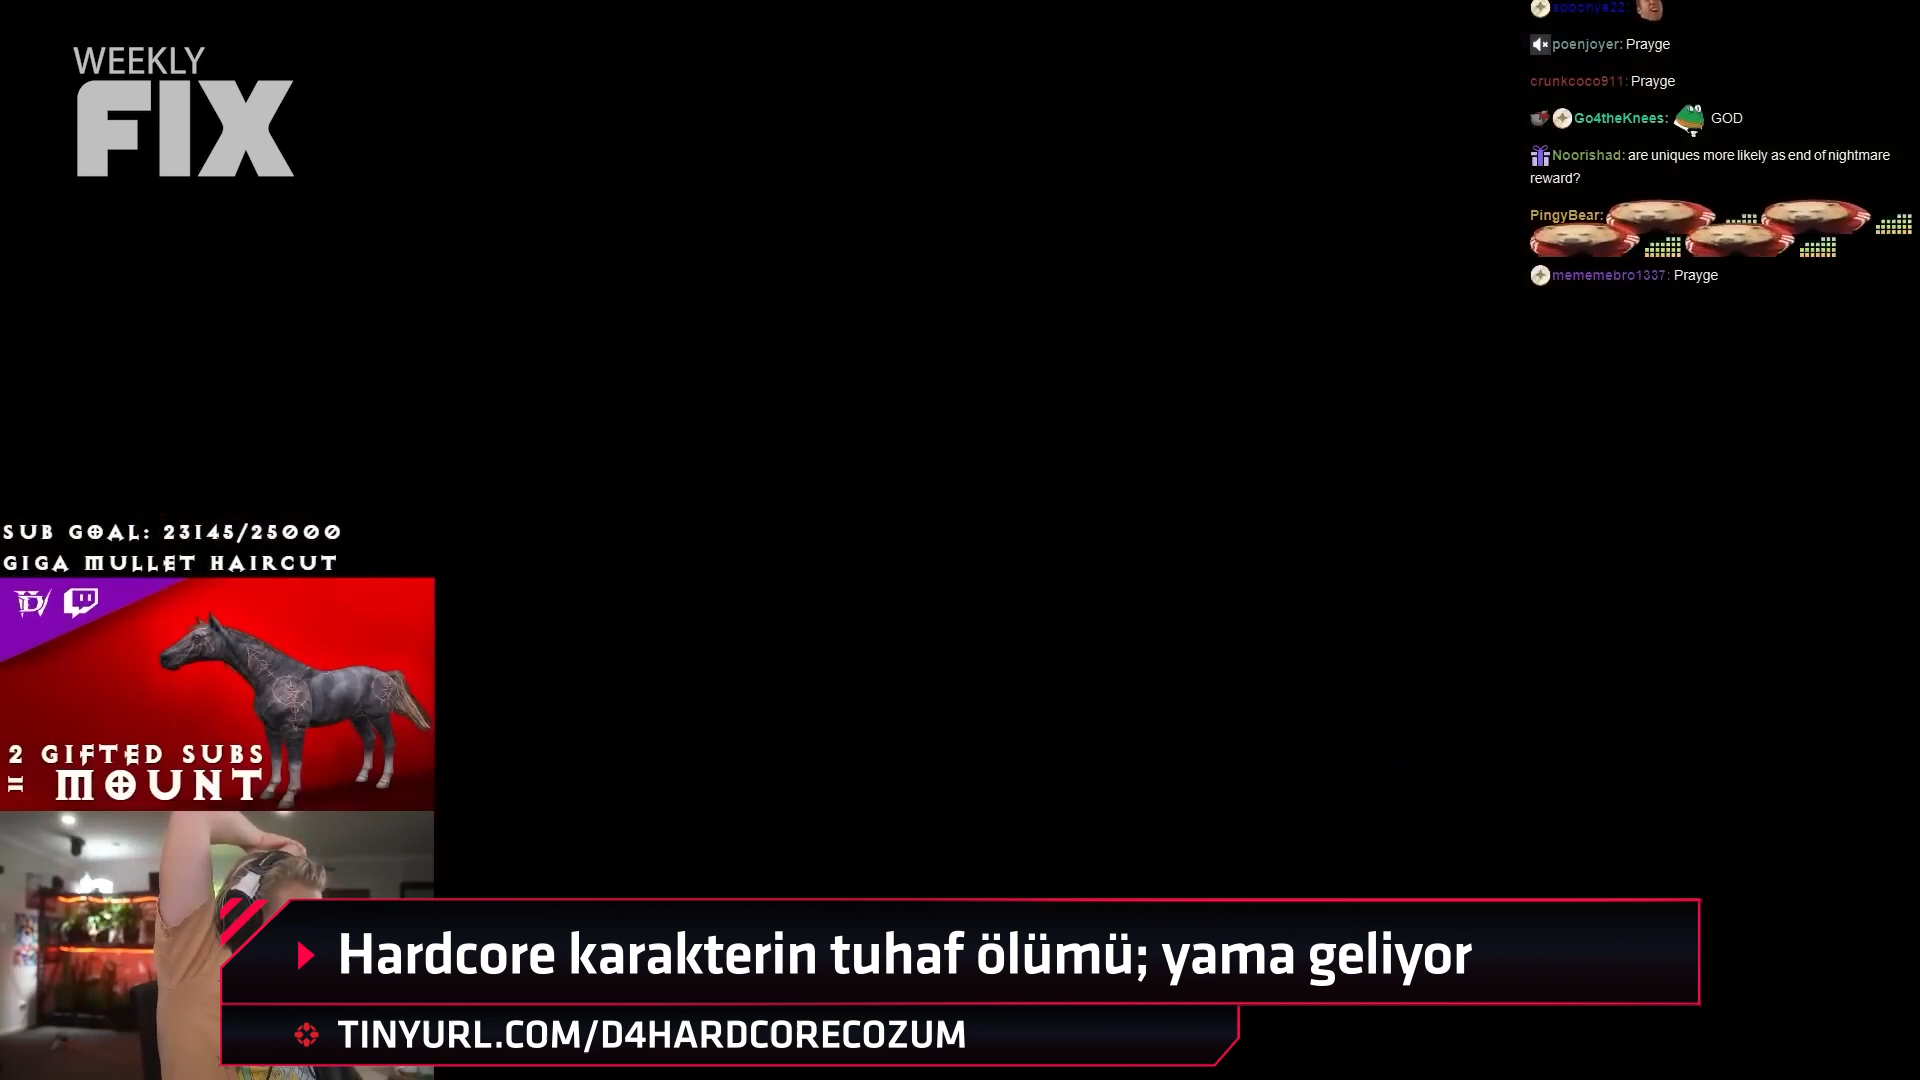 WEEKLY
FIX
spoonye22:
poenjoyer: Prayge
crunkcoco911: Prayge
Go4theKnees: GOD
Noorishad: are uniques more likely as end of nightmare
reward?
PingyBear:
mememebro1337: Prayge
SUB GOAL: 23145/25000
GIGA MULLET HAIRCUT
2 GIFTED SUBS
= MOUNT
Hardcore karakterin tuhaf ölümü; yama geliyor
TINYURL.COM/D4HARDCORECOZUM